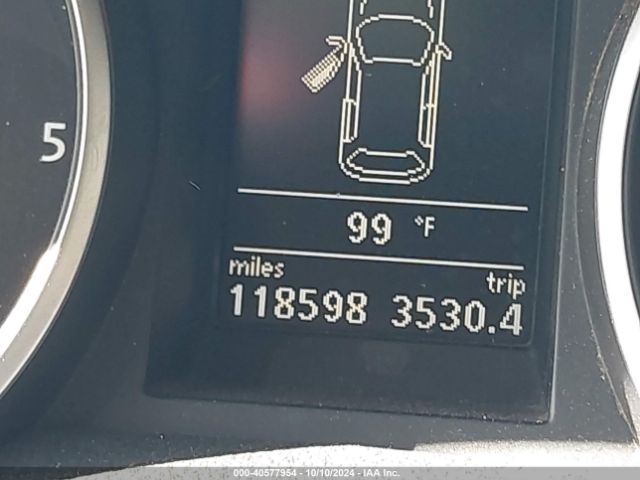 5
99 °F
miles trip
118598 3530.4
000-40577954 - 10/10/2024 - IAA Inc.